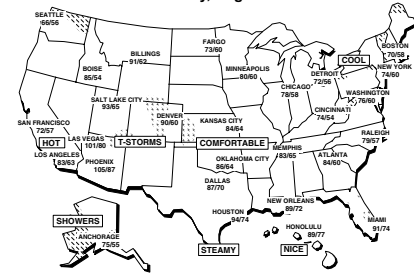 SEATTLE
66/56
BOISE
85/54
BILLINGS
91/62
FARGO
73/60
MINNEAPOLIS
80/60
CHICAGO
78/58
DETROIT
72/56
COOL
BOSTON
70/58
NEW YORK
74/60
WASHINGTON
76/60
CINCINNATI
74/54
RALEIGH
79/57
SALT LAKE CITY
93/65
DENVER
90/60
KANSAS CITY
84/64
SAN FRANCISCO
72/57
HOT
LAS VEGAS
101/80
T-STORMS
COMFORTABLE
LOS ANGELES
83/63
PHOENIX
105/87
OKLAHOMA CITY
86/64
MEMPHIS
83/65
ATLANTA
84/60
DALLAS
87/70
HOUSTON
94/74
NEW ORLEANS
89/72
MIAMI
91/74
SHOWERS
ANCHORAGE
75/55
STEAMY
HONOLULU
89/77
NICE